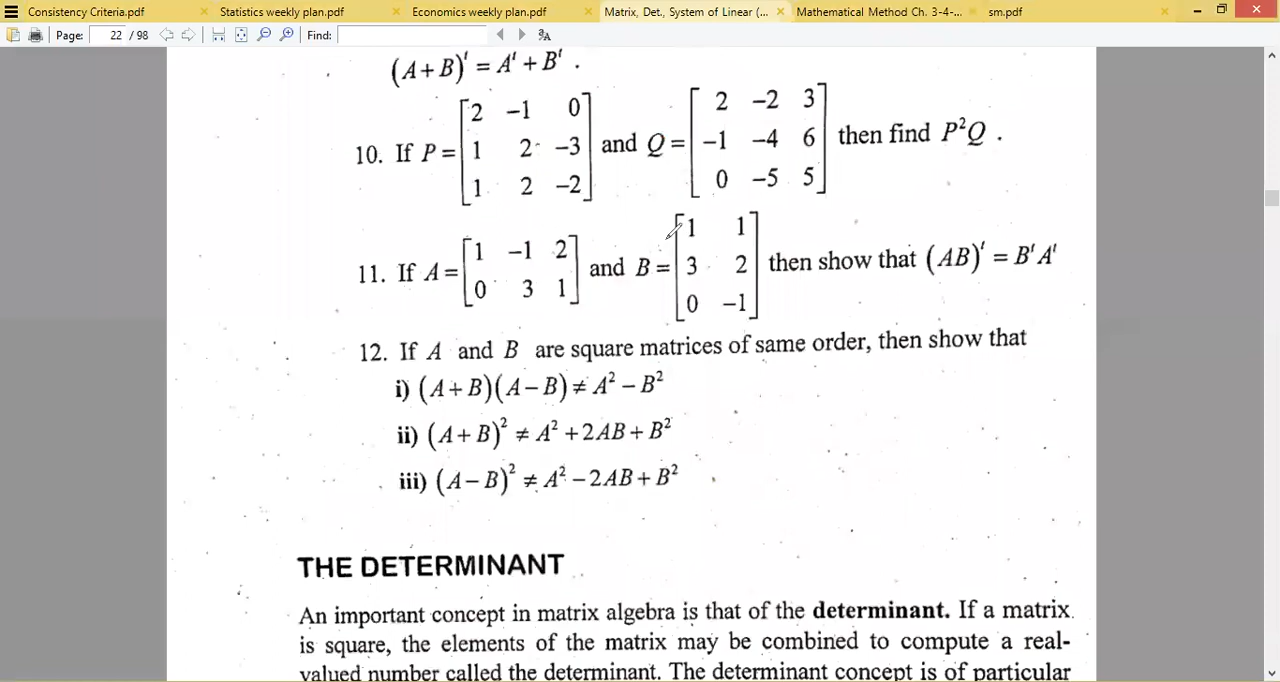 Consistency Criteria.pdf Statistics weekly plan.pdf Economics weekly plan.pdf Matrix, Det., System of Linear (... Mathematical Method Ch. 3-4-... sm.pdf
Page: 22 / 98 Find:
(A+B)' = A' + B' .
10. If P = [2 -1 0; 1 2 -3; 1 2 -2] and Q = [2 -2 3; -1 -4 6; 0 -5 5] then find P²Q .
11. If A = [1 -1 2; 0 3 1] and B = [1 1; 3 2; 0 -1] then show that (AB)' = B'A'
12. If A and B are square matrices of same order, then show that
i) (A+B)(A−B) ≠ A² − B²
ii) (A+B)² ≠ A² + 2AB + B²
iii) (A−B)² ≠ A² − 2AB + B²
THE DETERMINANT
An important concept in matrix algebra is that of the determinant. If a matrix
is square, the elements of the matrix may be combined to compute a real-
valued number called the determinant. The determinant concept is of particular